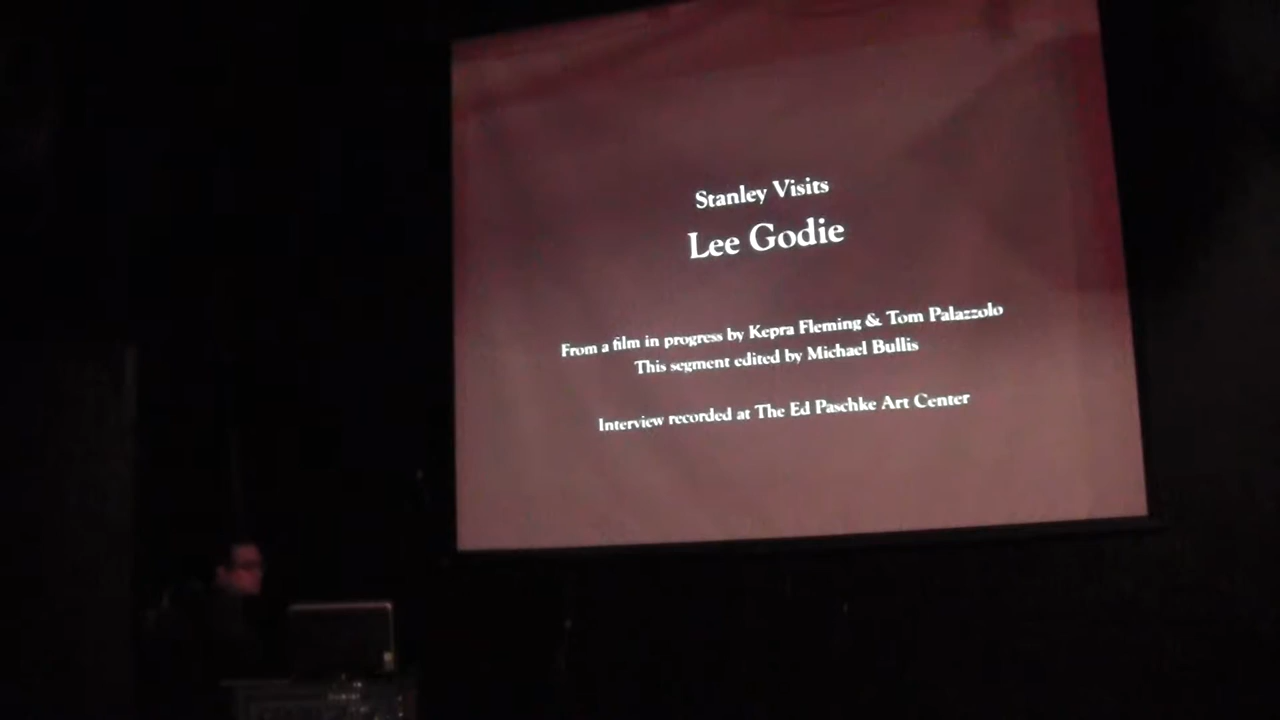 Stanley Visits
Lee Godie
From a film in progress by Kepra Fleming & Tom Palazzolo
This segment edited by Michael Bullis
Interview recorded at The Ed Paschke Art Center